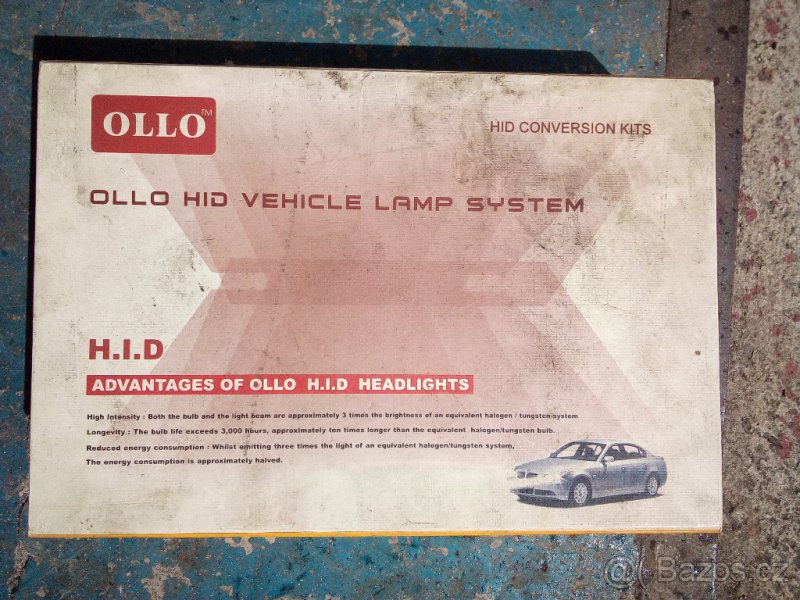 OLLO™
HID CONVERSION KITS
OLLO HID VEHICLE LAMP SYSTEM
H.I.D
ADVANTAGES OF OLLO H.I.D HEADLIGHTS
High Intensity : Both the bulb and the light beam are approximately 3 times the brightness of an equivalent halogen / tungsten system
Longevity : The bulb life exceeds 3,000 hours, approximately ten times longer than the equivalent halogen/tungsten bulb.
Reduced energy consumption : Whilst emitting three times the light of an equivalent halogen/tungsten system,
The energy consumption is approximately halved.
@ Bazos.cz